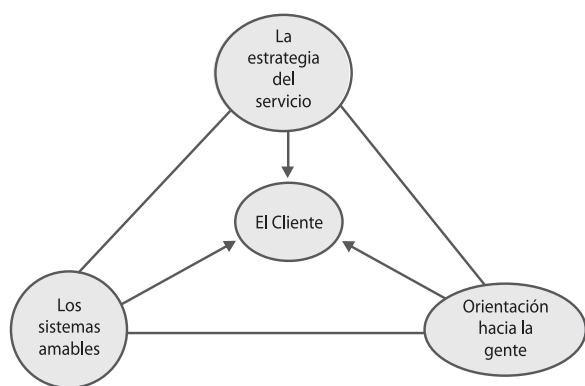 La
estrategia
del
servicio
El Cliente
Los
sistemas
amables
Orientación
hacia la
gente